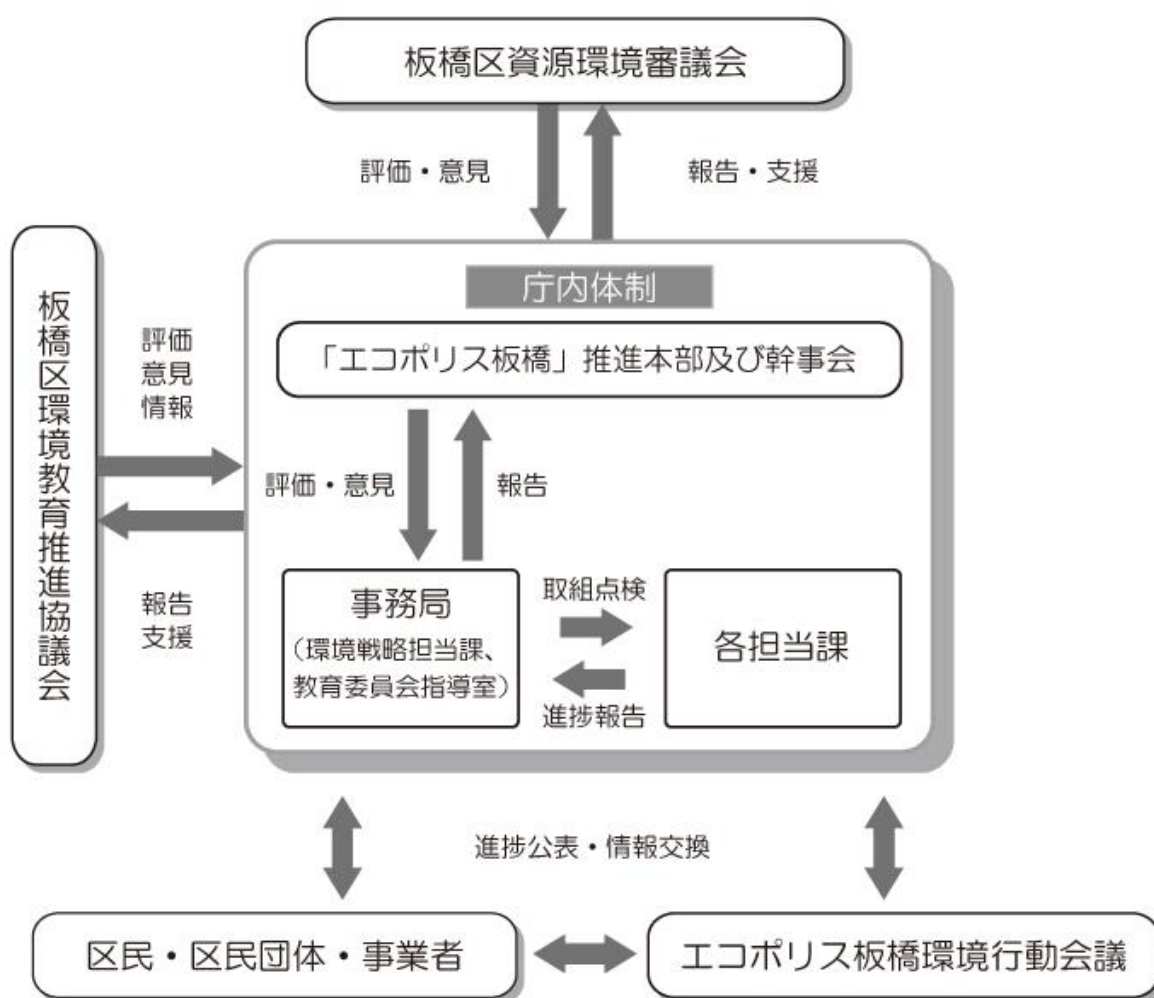 板橋区資源環境審議会
評価・意見
報告・支援
板橋区環境教育推進協議会
評価
意見
情報
報告
支援
庁内体制
「エコポリス板橋」推進本部及び幹事会
評価・意見
報告
事務局
（環境戦略担当課、
教育委員会指導室）
取組点検
進捗報告
各担当課
進捗公表・情報交換
区民・区民団体・事業者
エコポリス板橋環境行動会議